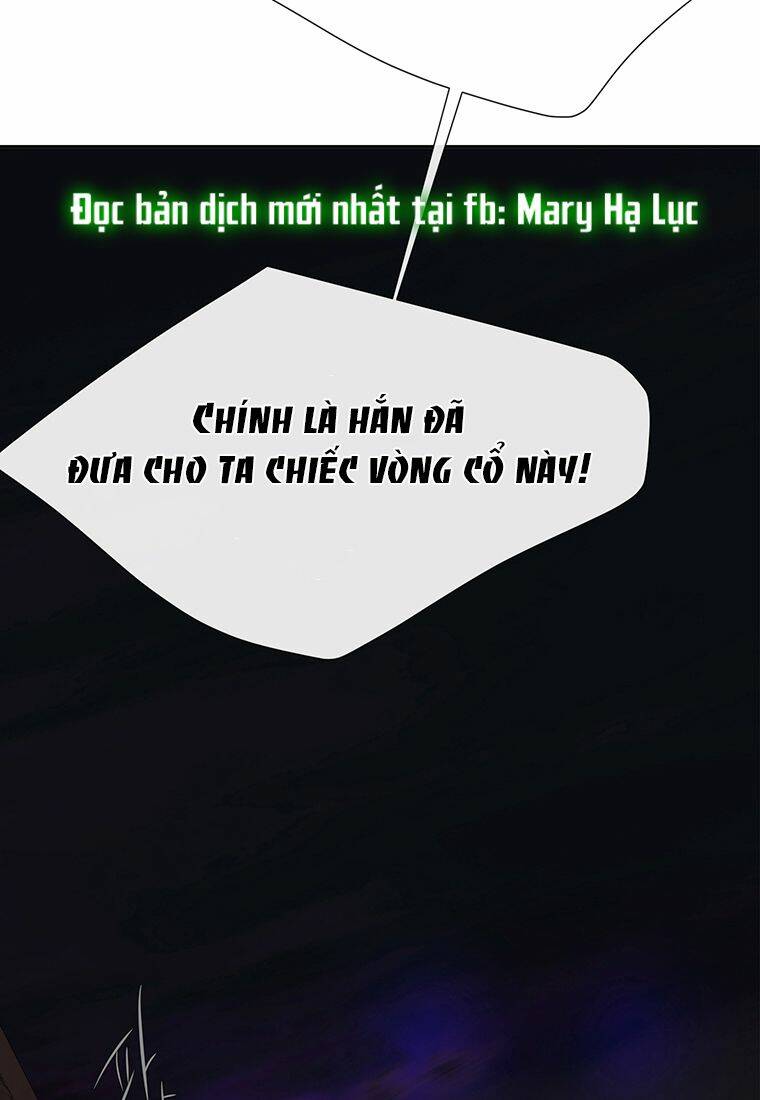 Đọc bản dịch mới nhất tại fb: Mary Hạ Lục
CHÍNH LÀ HẮN ĐÃ
ĐƯA CHO TA CHIẾC VÒNG CỔ NÀY!